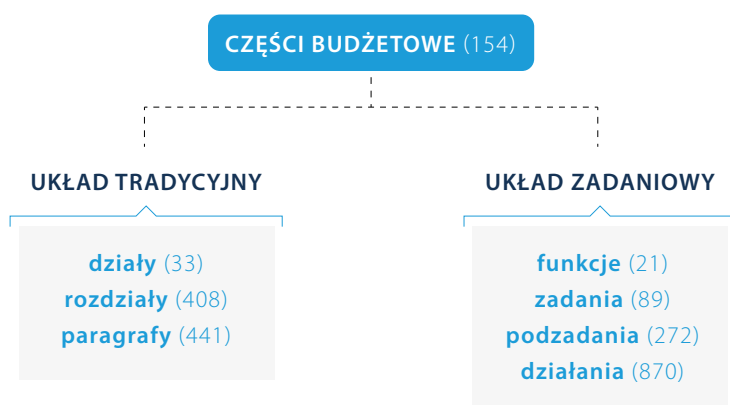 CZĘŚCI BUDŻETOWE (154)
UKŁAD TRADYCYJNY
działy (33)
rozdziały (408)
paragrafy (441)
UKŁAD ZADANIOWY
funkcje (21)
zadania (89)
podzadania (272)
działania (870)